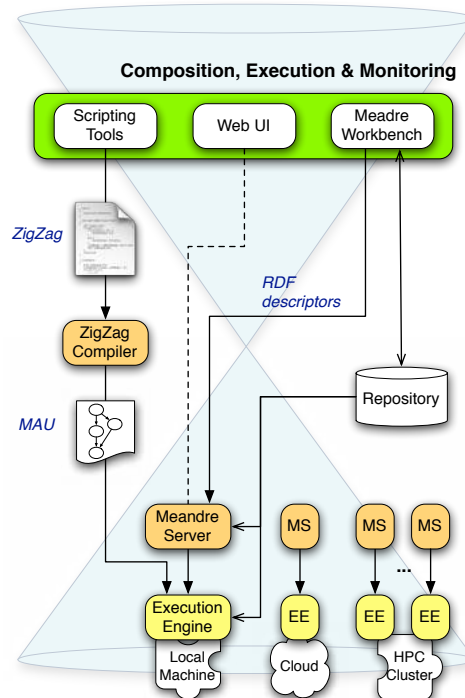 Composition, Execution & Monitoring
Scripting
Tools
Web UI
Meadre
Workbench
ZigZag
RDF
descriptors
ZigZag
Compiler
Repository
MAU
Meandre
Server
MS
MS
MS
...
Execution
Engine
EE
EE
EE
Local
Machine
Cloud
HPC
Cluster